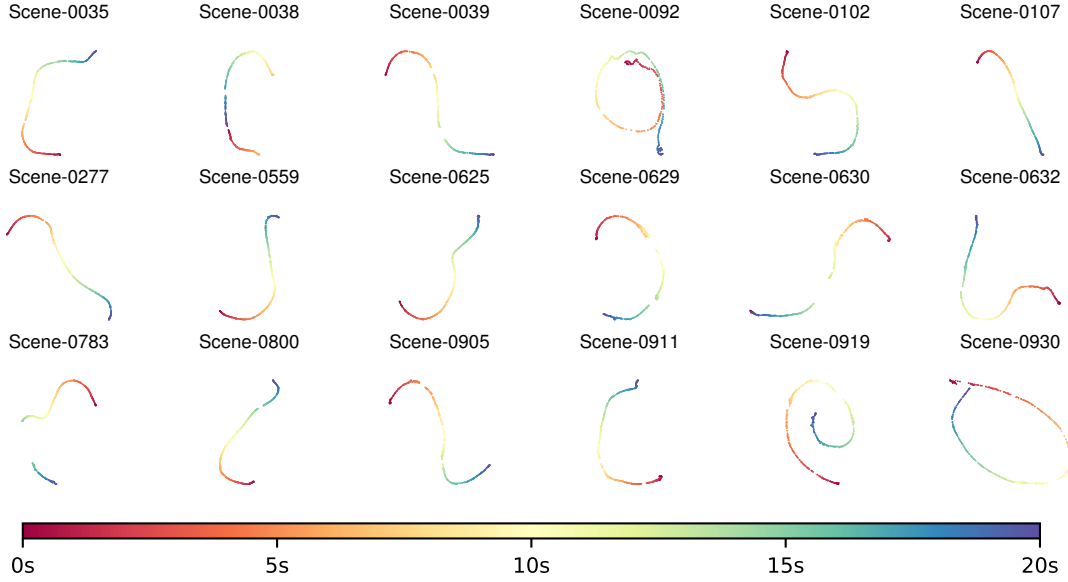 Scene-0035 Scene-0038 Scene-0039 Scene-0092 Scene-0102 Scene-0107
Scene-0277 Scene-0559 Scene-0625 Scene-0629 Scene-0630 Scene-0632
Scene-0783 Scene-0800 Scene-0905 Scene-0911 Scene-0919 Scene-0930
0s 5s 10s 15s 20s